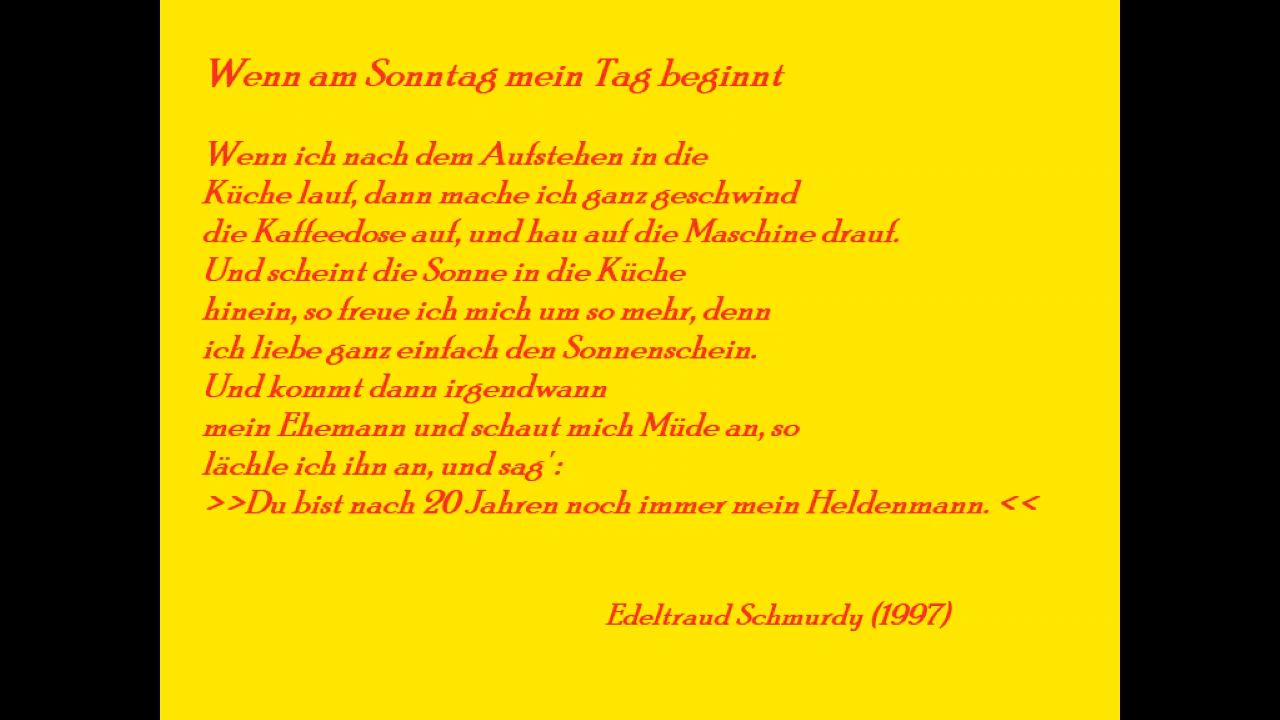 Wenn am Sonntag mein Tag beginnt
Wenn ich nach dem Aufstehen in die
Küche lauf, dann mache ich ganz geschwind
die Kaffeedose auf, und hau auf die Maschine drauf.
Und scheint die Sonne in die Küche
hinein, so freue ich mich um so mehr, denn
ich liebe ganz einfach den Sonnenschein.
Und kommt dann irgendwann
mein Ehemann und schaut mich Müde an, so
lächle ich ihn an, und sag':
>>Du bist nach 20 Jahren noch immer mein Heldenmann. <<
Edeltraud Schmurdy (1997)